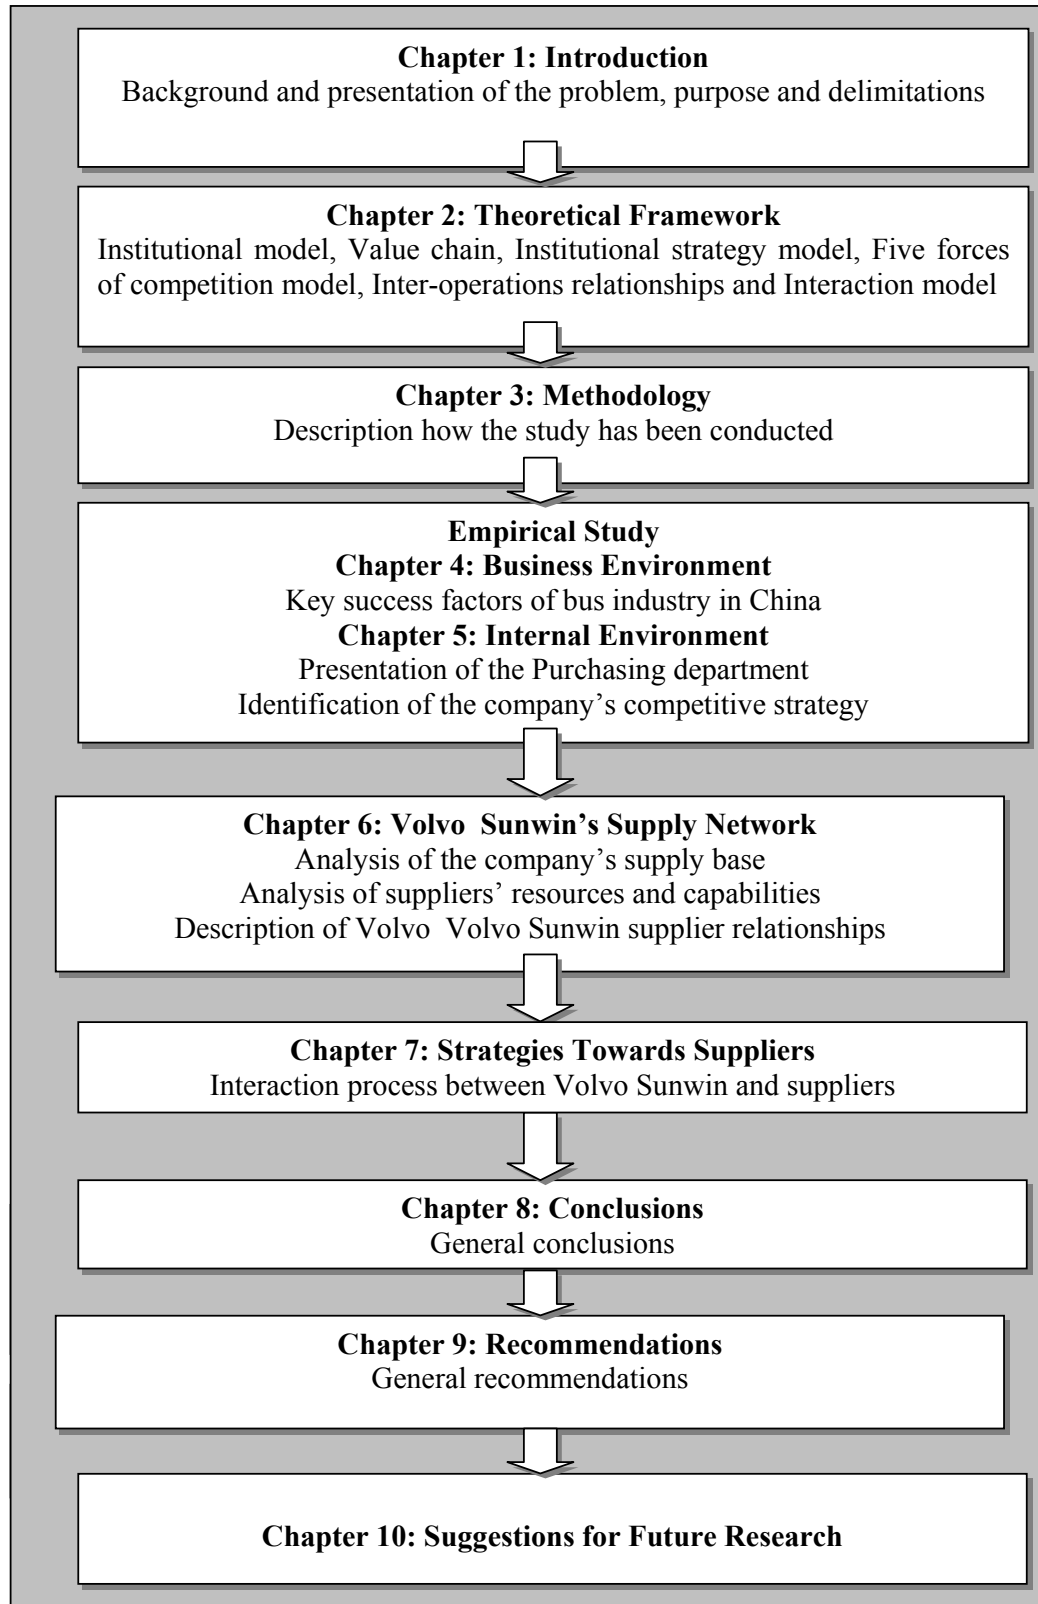 Chapter 1: Introduction
Background and presentation of the problem, purpose and delimitations
Chapter 2: Theoretical Framework
Institutional model, Value chain, Institutional strategy model, Five forces
of competition model, Inter-operations relationships and Interaction model
Chapter 3: Methodology
Description how the study has been conducted
Empirical Study
Chapter 4: Business Environment
Key success factors of bus industry in China
Chapter 5: Internal Environment
Presentation of the Purchasing department
Identification of the company’s competitive strategy
Chapter 6: Volvo Sunwin’s Supply Network
Analysis of the company’s supply base
Analysis of suppliers’ resources and capabilities
Description of Volvo Volvo Sunwin supplier relationships
Chapter 7: Strategies Towards Suppliers
Interaction process between Volvo Sunwin and suppliers
Chapter 8: Conclusions
General conclusions
Chapter 9: Recommendations
General recommendations
Chapter 10: Suggestions for Future Research